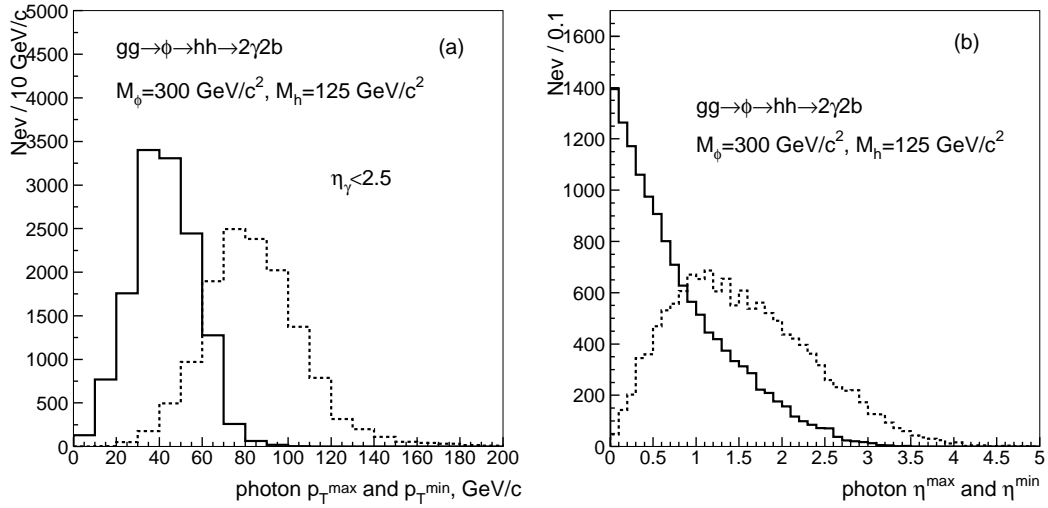 Nev / 10 GeV/c
5000
4500
4000
3500
3000
2500
2000
1500
1000
500
0
(a)
gg→ϕ→hh→2γ2b
M_ϕ=300 GeV/c², M_h=125 GeV/c²
η_γ<2.5
0 20 40 60 80 100 120 140 160 180 200
photon p_T^max and p_T^min, GeV/c
Nev / 0.1
1600
1400
1200
1000
800
600
400
200
0
(b)
gg→ϕ→hh→2γ2b
M_ϕ=300 GeV/c², M_h=125 GeV/c²
0 0.5 1 1.5 2 2.5 3 3.5 4 4.5 5
photon η^max and η^min